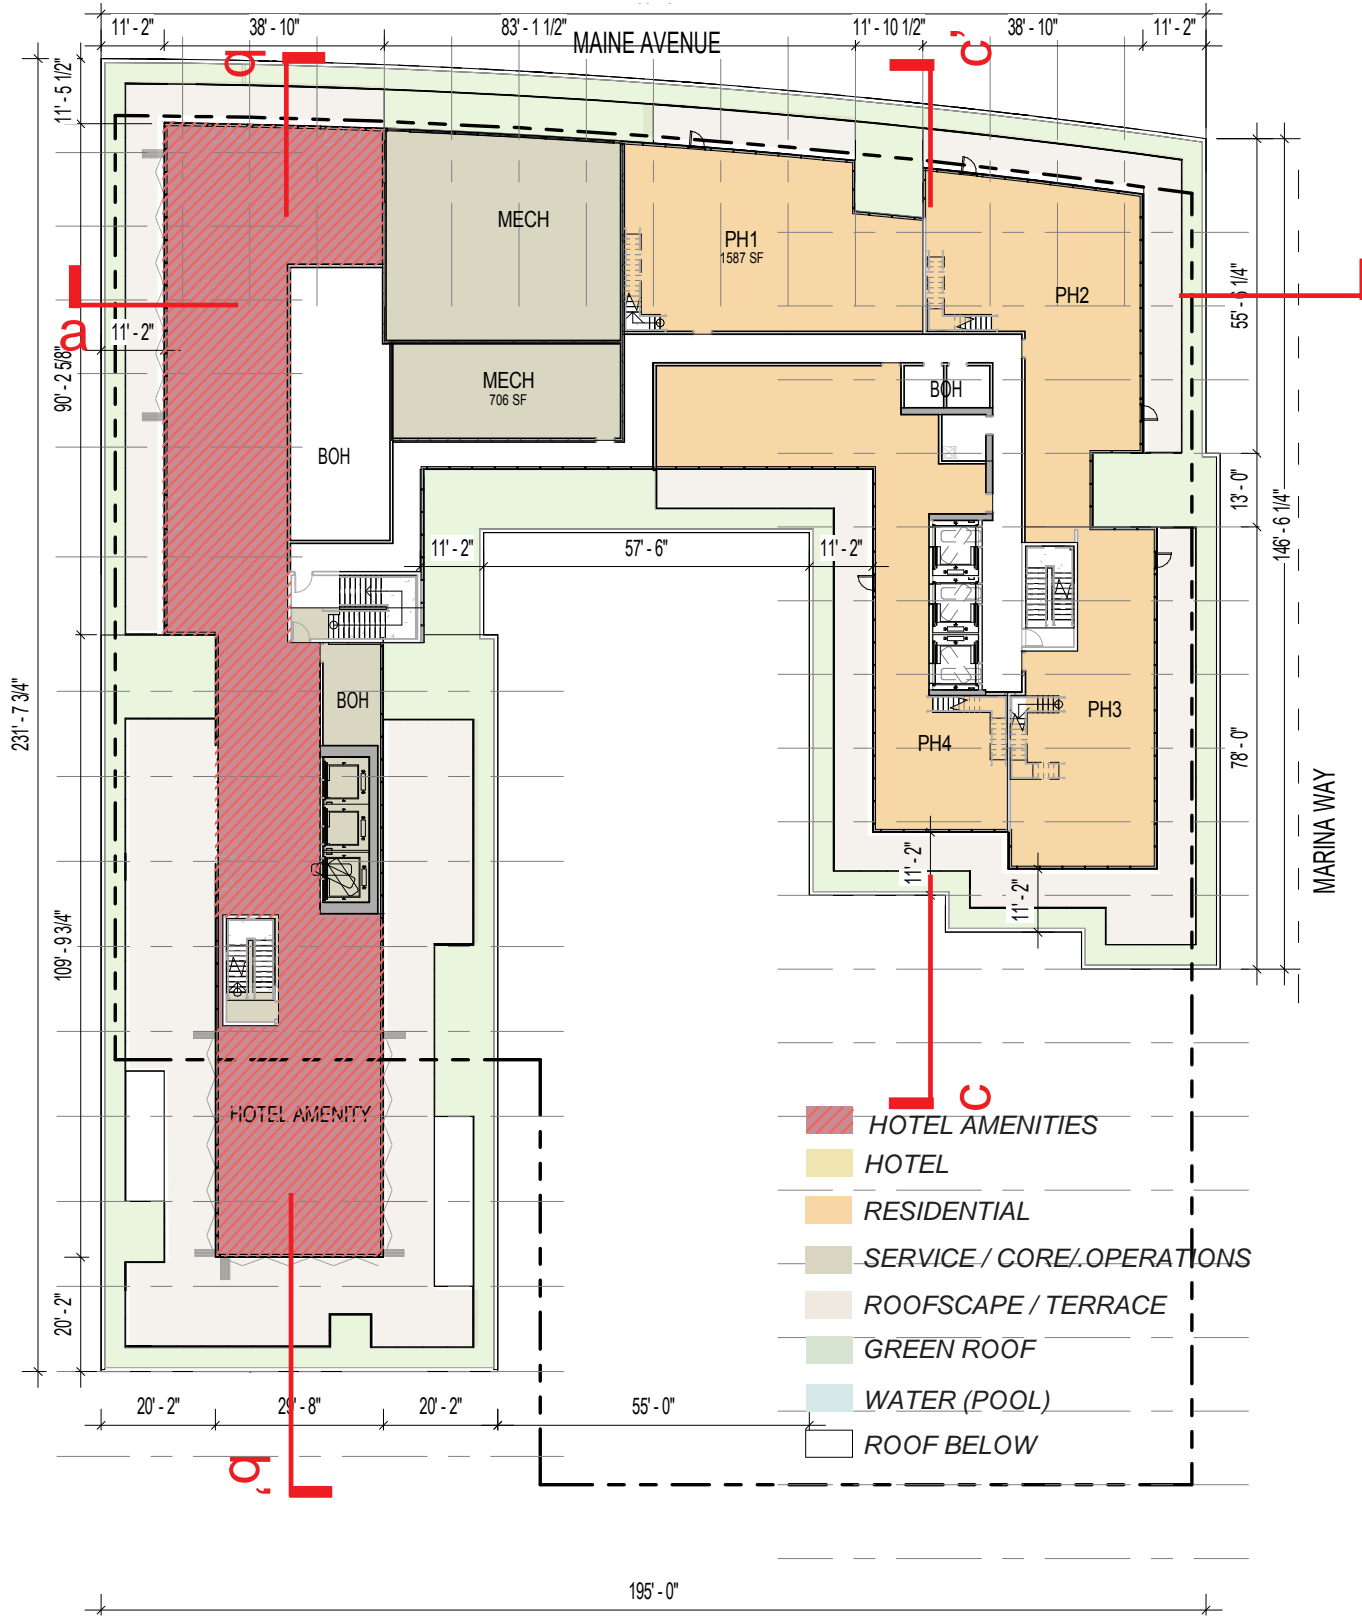 11' - 2"
38' - 10"
83' - 1 1/2"
11' - 10 1/2"
38' - 10"
11' - 2"
MAINE AVENUE
b
c'
11' - 5 1/2"
MECH
PH1
1587 SF
PH2
55' - 6 1/4"
a
11' - 2"
90' - 2 5/8"
MECH
706 SF
BOH
BOH
13' - 0"
146' - 6 1/4"
11' - 2"
57' - 6"
11' - 2"
231' - 7 3/4"
BOH
PH3
PH4
78' - 0"
MARINA WAY
11' - 2"
11' - 2"
109' - 9 3/4"
HOTEL AMENITY
c
HOTEL AMENITIES
HOTEL
RESIDENTIAL
SERVICE / CORE/.OPERATIONS
ROOFSCAPE / TERRACE
GREEN ROOF
WATER (POOL)
ROOF BELOW
20' - 2"
20' - 2"
29' - 8"
20' - 2"
55' - 0"
b'
195' - 0"